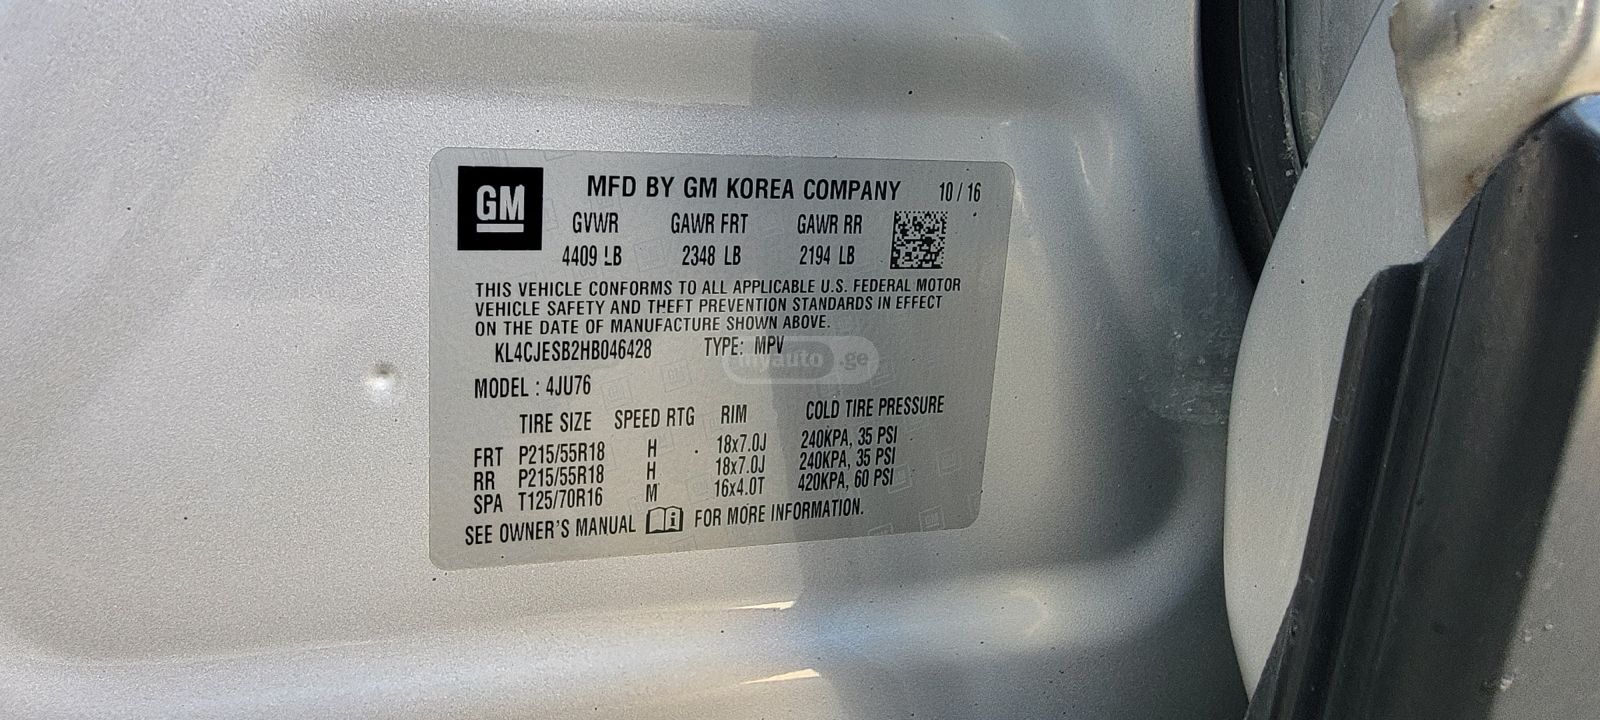 GM
MFD BY GM KOREA COMPANY 10 / 16
GVWR GAWR FRT GAWR RR
4409 LB 2348 LB 2194 LB
THIS VEHICLE CONFORMS TO ALL APPLICABLE U.S. FEDERAL MOTOR
VEHICLE SAFETY AND THEFT PREVENTION STANDARDS IN EFFECT
ON THE DATE OF MANUFACTURE SHOWN ABOVE.
KL4CJESB2HB046428 TYPE: MPV
myauto.ge
MODEL : 4JU76
TIRE SIZE SPEED RTG RIM COLD TIRE PRESSURE
FRT P215/55R18 H 18x7.0J 240KPA, 35 PSI
RR P215/55R18 H 18x7.0J 240KPA, 35 PSI
SPA T125/70R16 M 16x4.0T 420KPA, 60 PSI
SEE OWNER'S MANUAL FOR MORE INFORMATION.